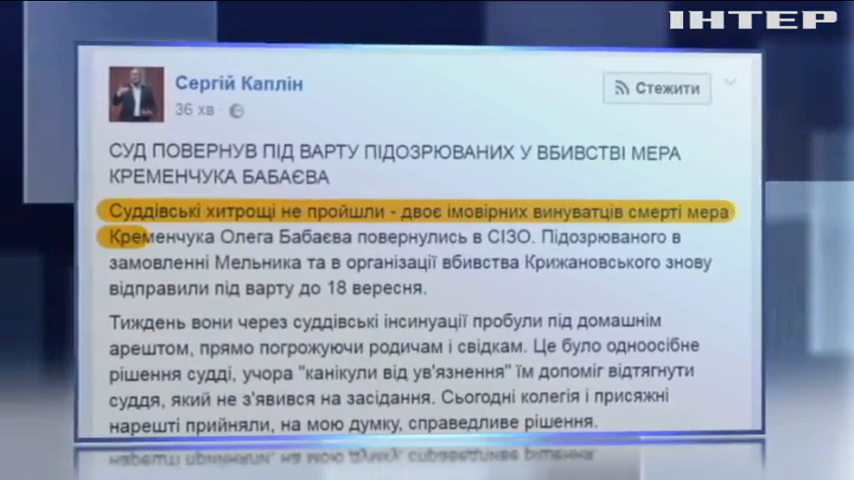 ІНТЕР
Сергій Каплін
36 хв
Стежити
СУД ПОВЕРНУВ ПІД ВАРТУ ПІДОЗРЮВАНИХ У ВБИВСТВІ МЕРА
КРЕМЕНЧУКА БАБАЄВА
Суддівські хитрощі не пройшли - двоє імовірних винуватців смерті мера
Кременчука Олега Бабаєва повернулись в СІЗО. Підозрюваного в
замовленні Мельника та в організації вбивства Крижановського знову
відправили під варту до 18 вересня.
Тиждень вони через суддівські інсинуації пробули під домашнім
арештом, прямо погрожуючи родичам і свідкам. Це було одноосібне
рішення судді, учора "канікули від ув'язнення" їм допоміг відтягнути
суддя, який не з'явився на засідання. Сьогодні колегія і присяжні
нарешті прийняли, на мою думку, справедливе рішення.